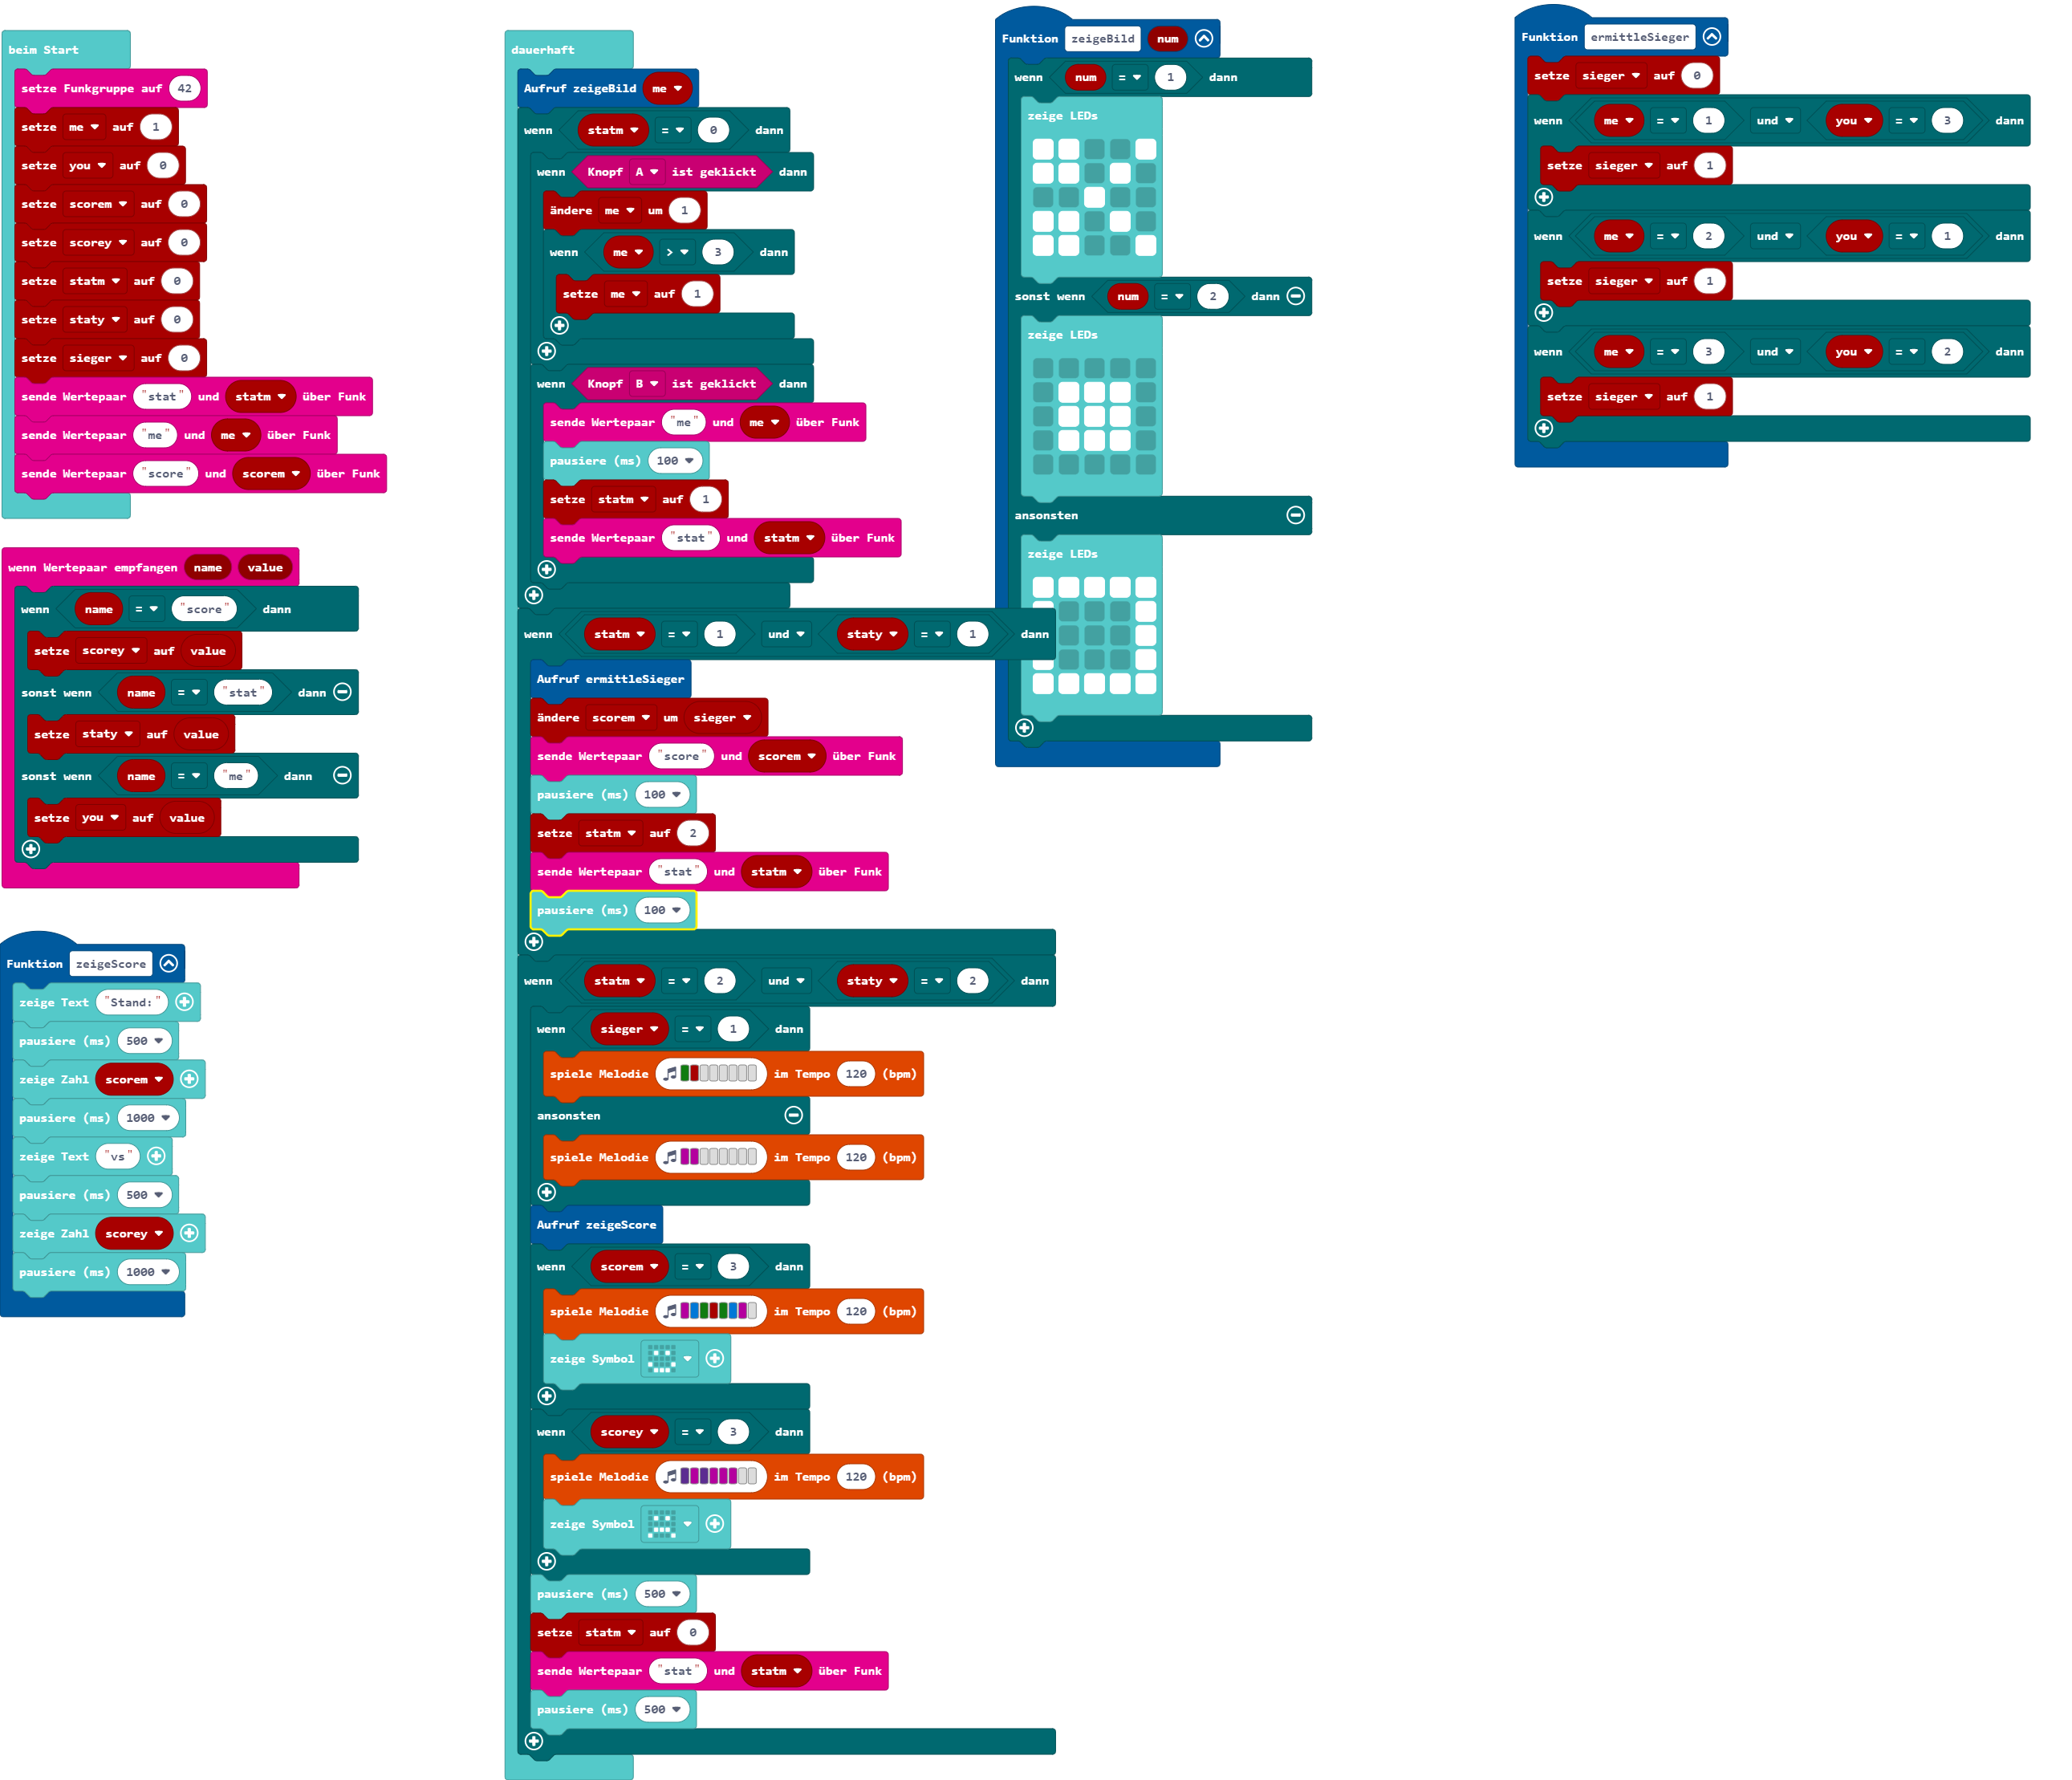 beim Start
setze Funkgruppe auf 42
setze me auf 1
setze you auf 0
setze scorem auf 0
setze scorey auf 0
setze statm auf 0
setze staty auf 0
setze sieger auf 0
sende Wertepaar "stat" und statm über Funk
sende Wertepaar "me" und me über Funk
sende Wertepaar "score" und scorem über Funk
wenn Wertepaar empfangen name value
wenn name = "score" dann
setze scorey auf value
sonst wenn name = "stat" dann
setze staty auf value
sonst wenn name = "me" dann
setze you auf value
Funktion zeigeScore
zeige Text "Stand:"
pausiere (ms) 500
zeige Zahl scorem
pausiere (ms) 1000
zeige Text "vs"
pausiere (ms) 500
zeige Zahl scorey
pausiere (ms) 1000
dauerhaft
Aufruf zeigeBild me
wenn statm = 0 dann
wenn Knopf A ist geklickt dann
ändere me um 1
wenn me > 3 dann
setze me auf 1
wenn Knopf B ist geklickt dann
sende Wertepaar "me" und me über Funk
pausiere (ms) 100
setze statm auf 1
sende Wertepaar "stat" und statm über Funk
wenn statm = 1 und staty = 1 dann
Aufruf ermittleSieger
ändere scorem um sieger
sende Wertepaar "score" und scorem über Funk
pausiere (ms) 100
setze statm auf 2
sende Wertepaar "stat" und statm über Funk
pausiere (ms) 100
wenn statm = 2 und staty = 2 dann
wenn sieger = 1 dann
spiele Melodie im Tempo 120 (bpm)
ansonsten
spiele Melodie im Tempo 120 (bpm)
Aufruf zeigeScore
wenn scorem = 3 dann
spiele Melodie im Tempo 120 (bpm)
zeige Symbol
wenn scorey = 3 dann
spiele Melodie im Tempo 120 (bpm)
zeige Symbol
pausiere (ms) 500
setze statm auf 0
sende Wertepaar "stat" und statm über Funk
pausiere (ms) 500
Funktion zeigeBild num
wenn num = 1 dann
zeige LEDs
sonst wenn num = 2 dann
zeige LEDs
ansonsten
zeige LEDs
Funktion ermittleSieger
setze sieger auf 0
wenn me = 1 und you = 3 dann
setze sieger auf 1
wenn me = 2 und you = 1 dann
setze sieger auf 1
wenn me = 3 und you = 2 dann
setze sieger auf 1